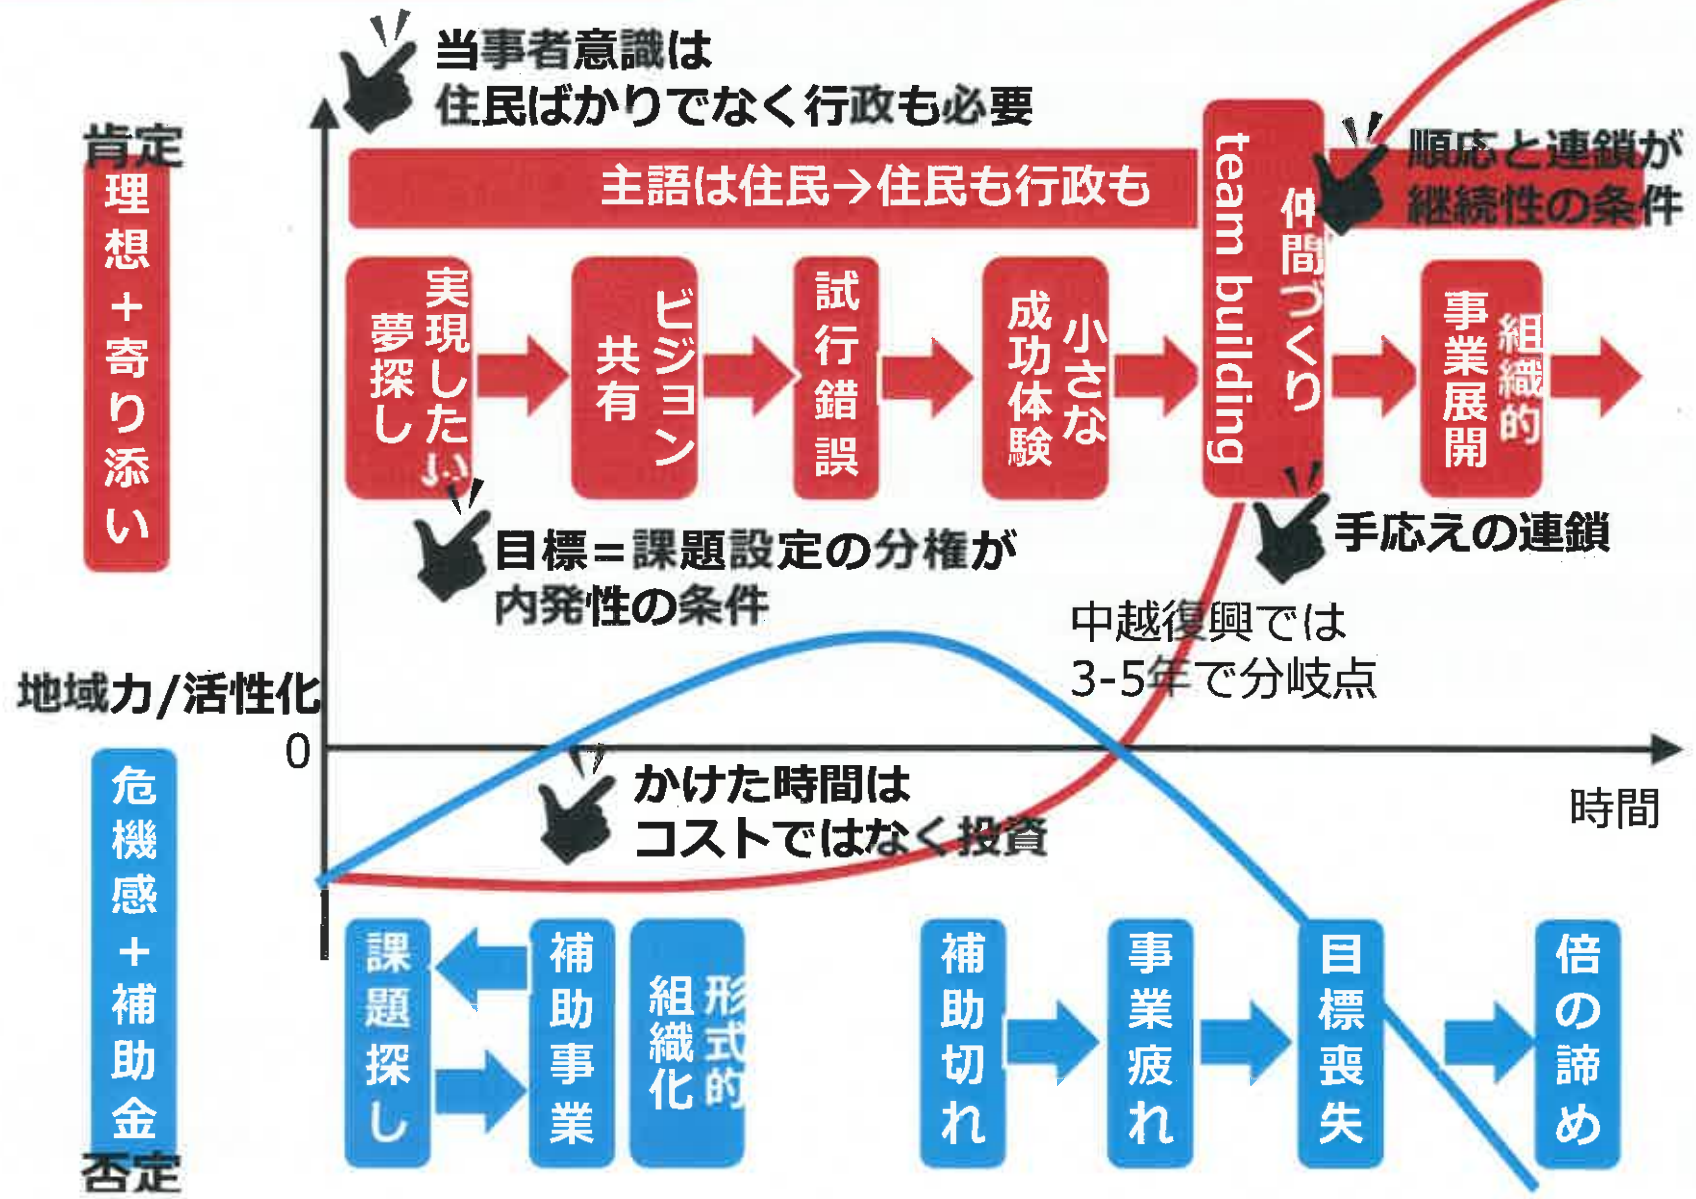 当事者意識は
住民ばかりでなく行政も必要
肯定
理想+寄り添い
主語は住民→住民も行政も
順応と連鎖が
継続性の条件
実現したい
夢探し
ビジョン
共有
試行錯誤
小さな
成功体験
仲間づくり
team building
組織的
事業展開
目標=課題設定の分権が
内発性の条件
手応えの連鎖
中越復興では
3-5年で分岐点
地域力/活性化
0
時間
かけた時間は
コストではなく投資
危機感+補助金
否定
課題探し
補助事業
形式的
組織化
補助切れ
事業疲れ
目標喪失
倍の諦め